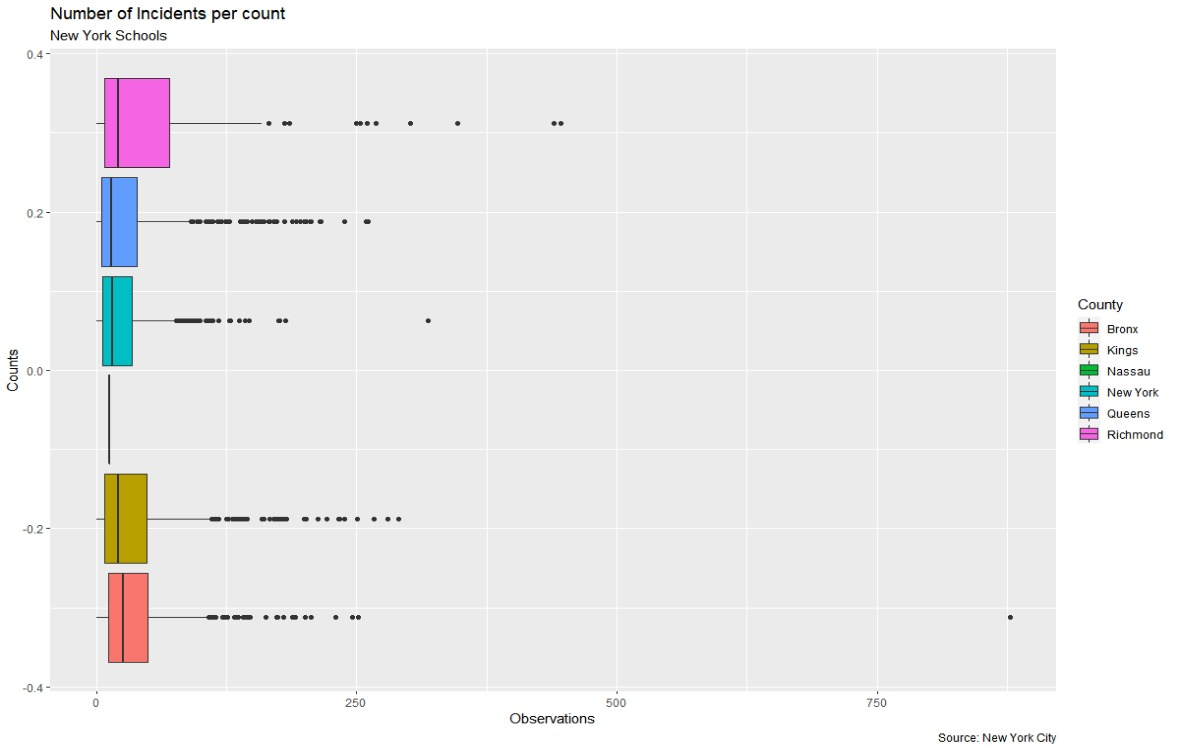 Number of Incidents per count
New York Schools
0.4
0.2
0.0
-0.2
-0.4
Counts
0
250
500
750
Observations
County
Bronx
Kings
Nassau
New York
Queens
Richmond
Source: New York City